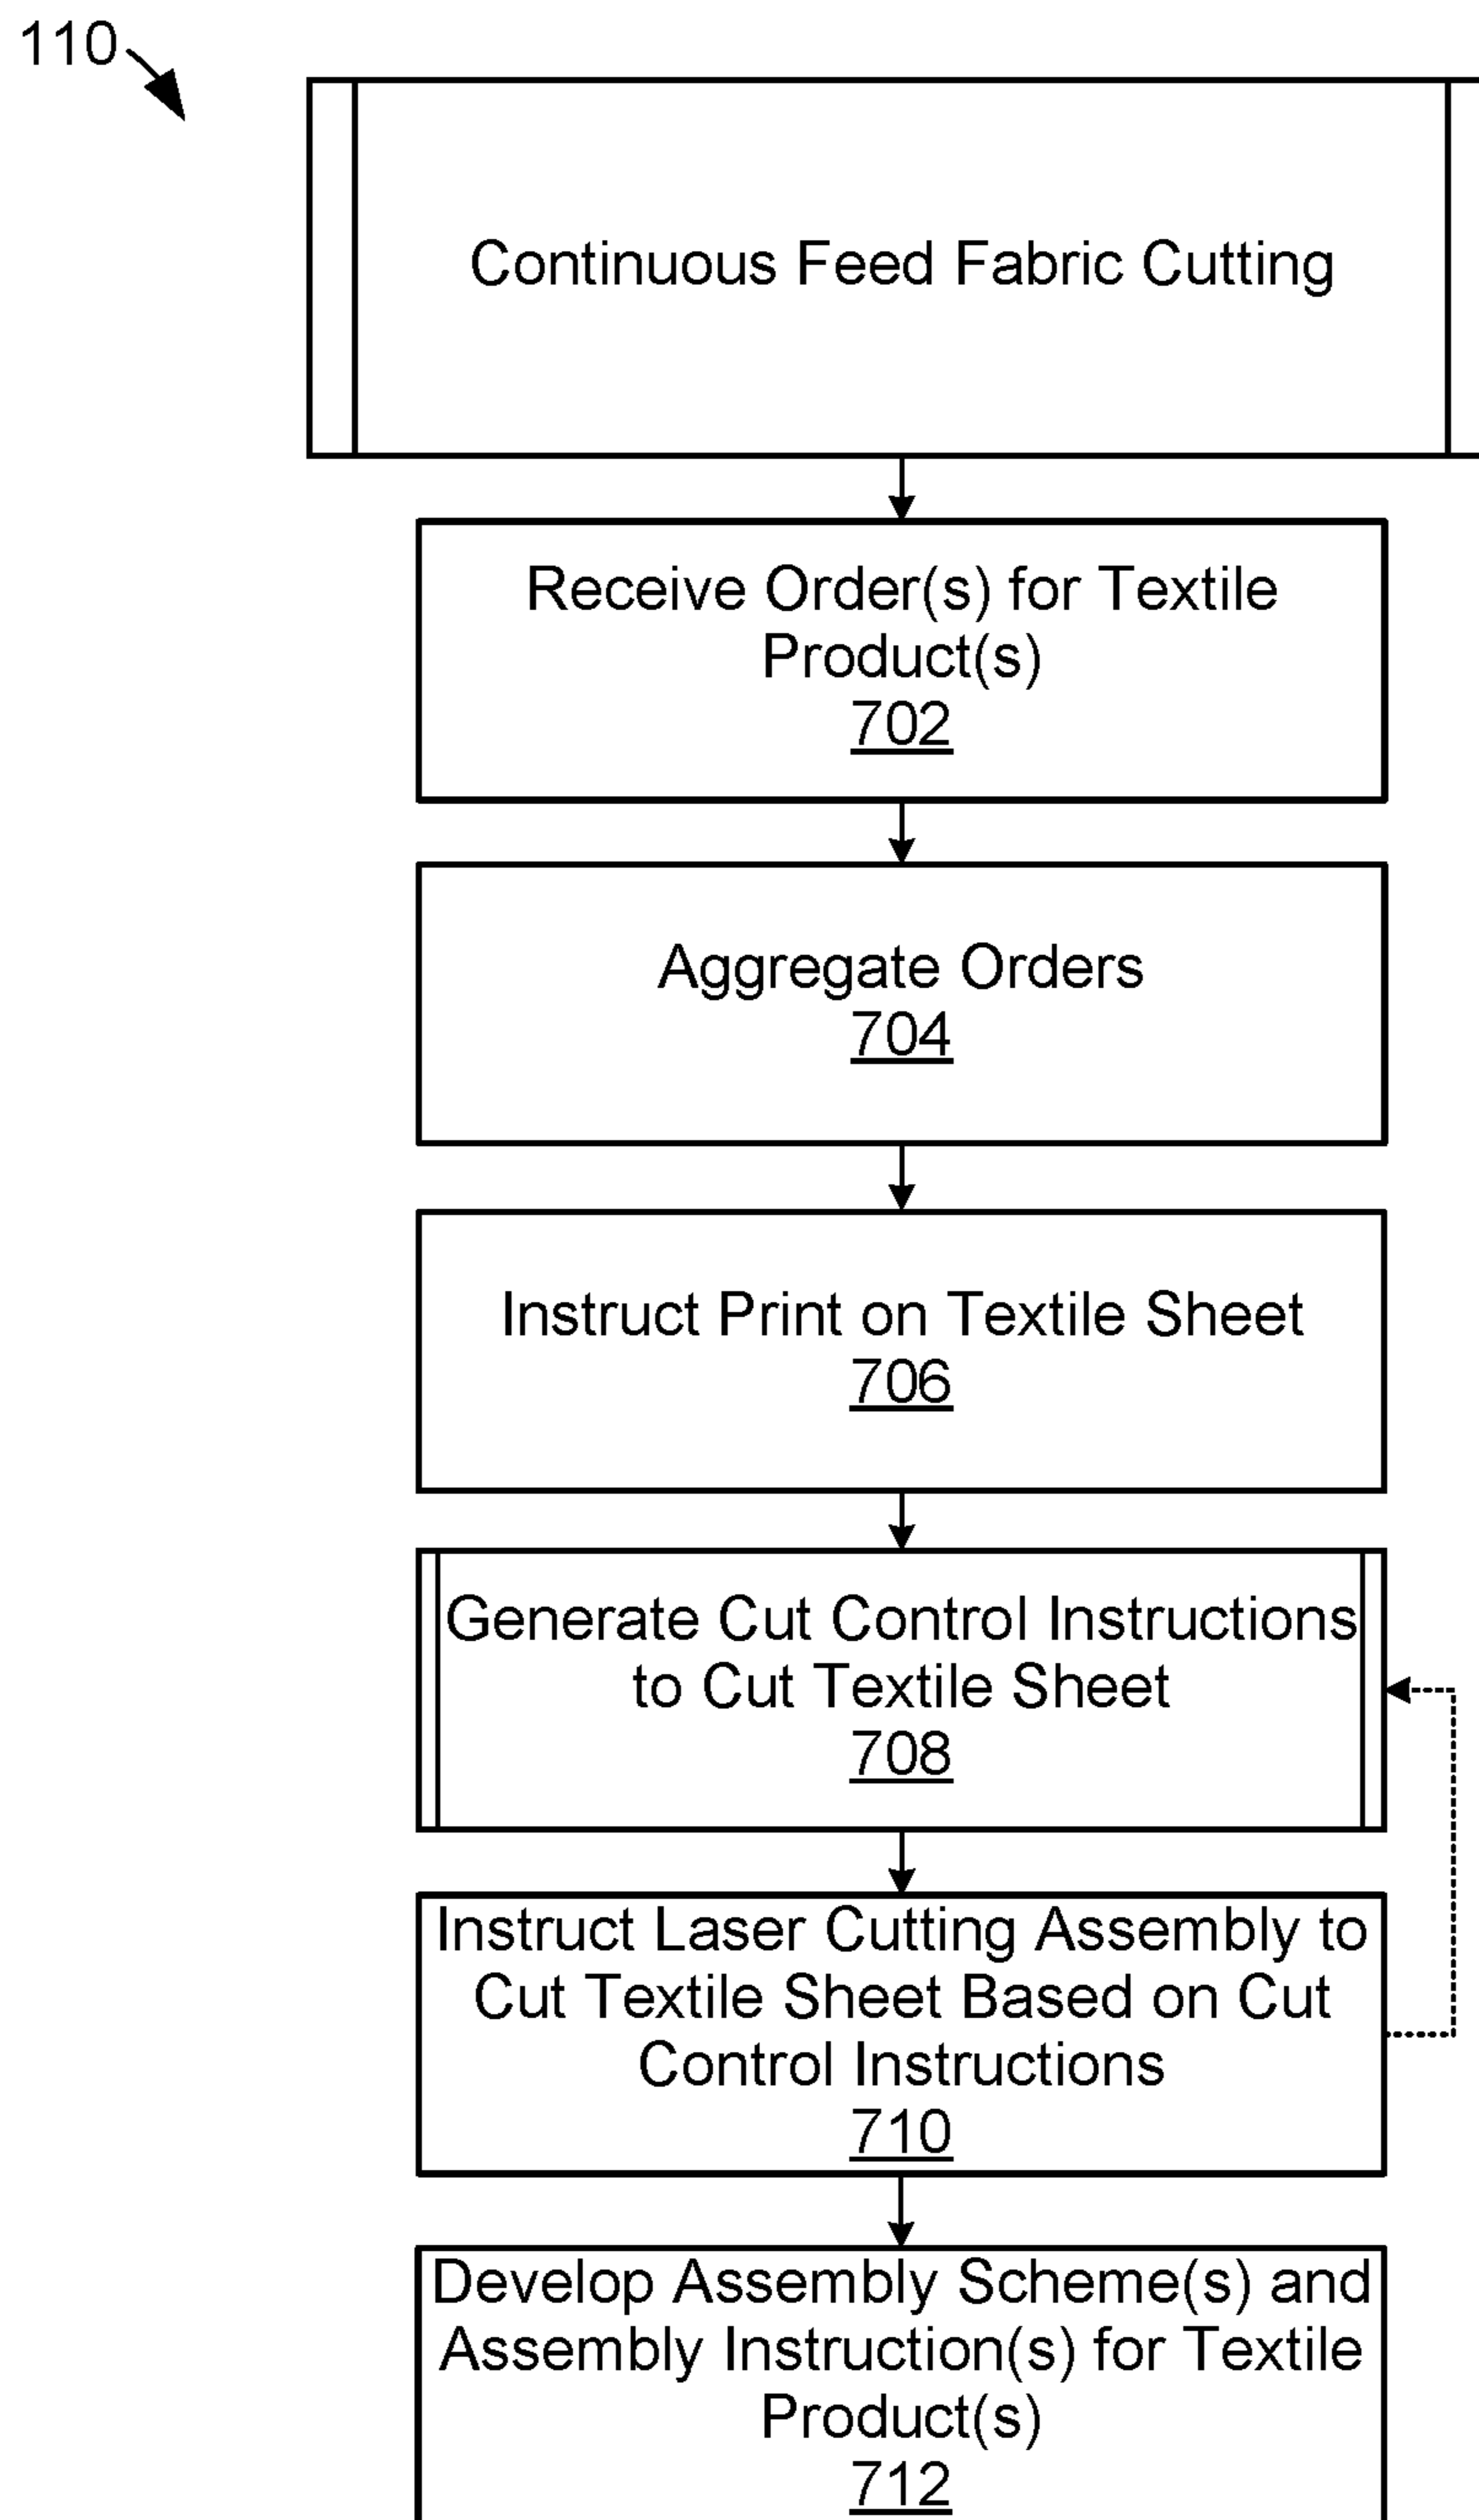 110
Continuous Feed Fabric Cutting
Receive Order(s) for Textile
Product(s)
702
Aggregate Orders
704
Instruct Print on Textile Sheet
706
Generate Cut Control Instructions
to Cut Textile Sheet
708
Instruct Laser Cutting Assembly to
Cut Textile Sheet Based on Cut
Control Instructions
710
Develop Assembly Scheme(s) and
Assembly Instruction(s) for Textile
Product(s)
712